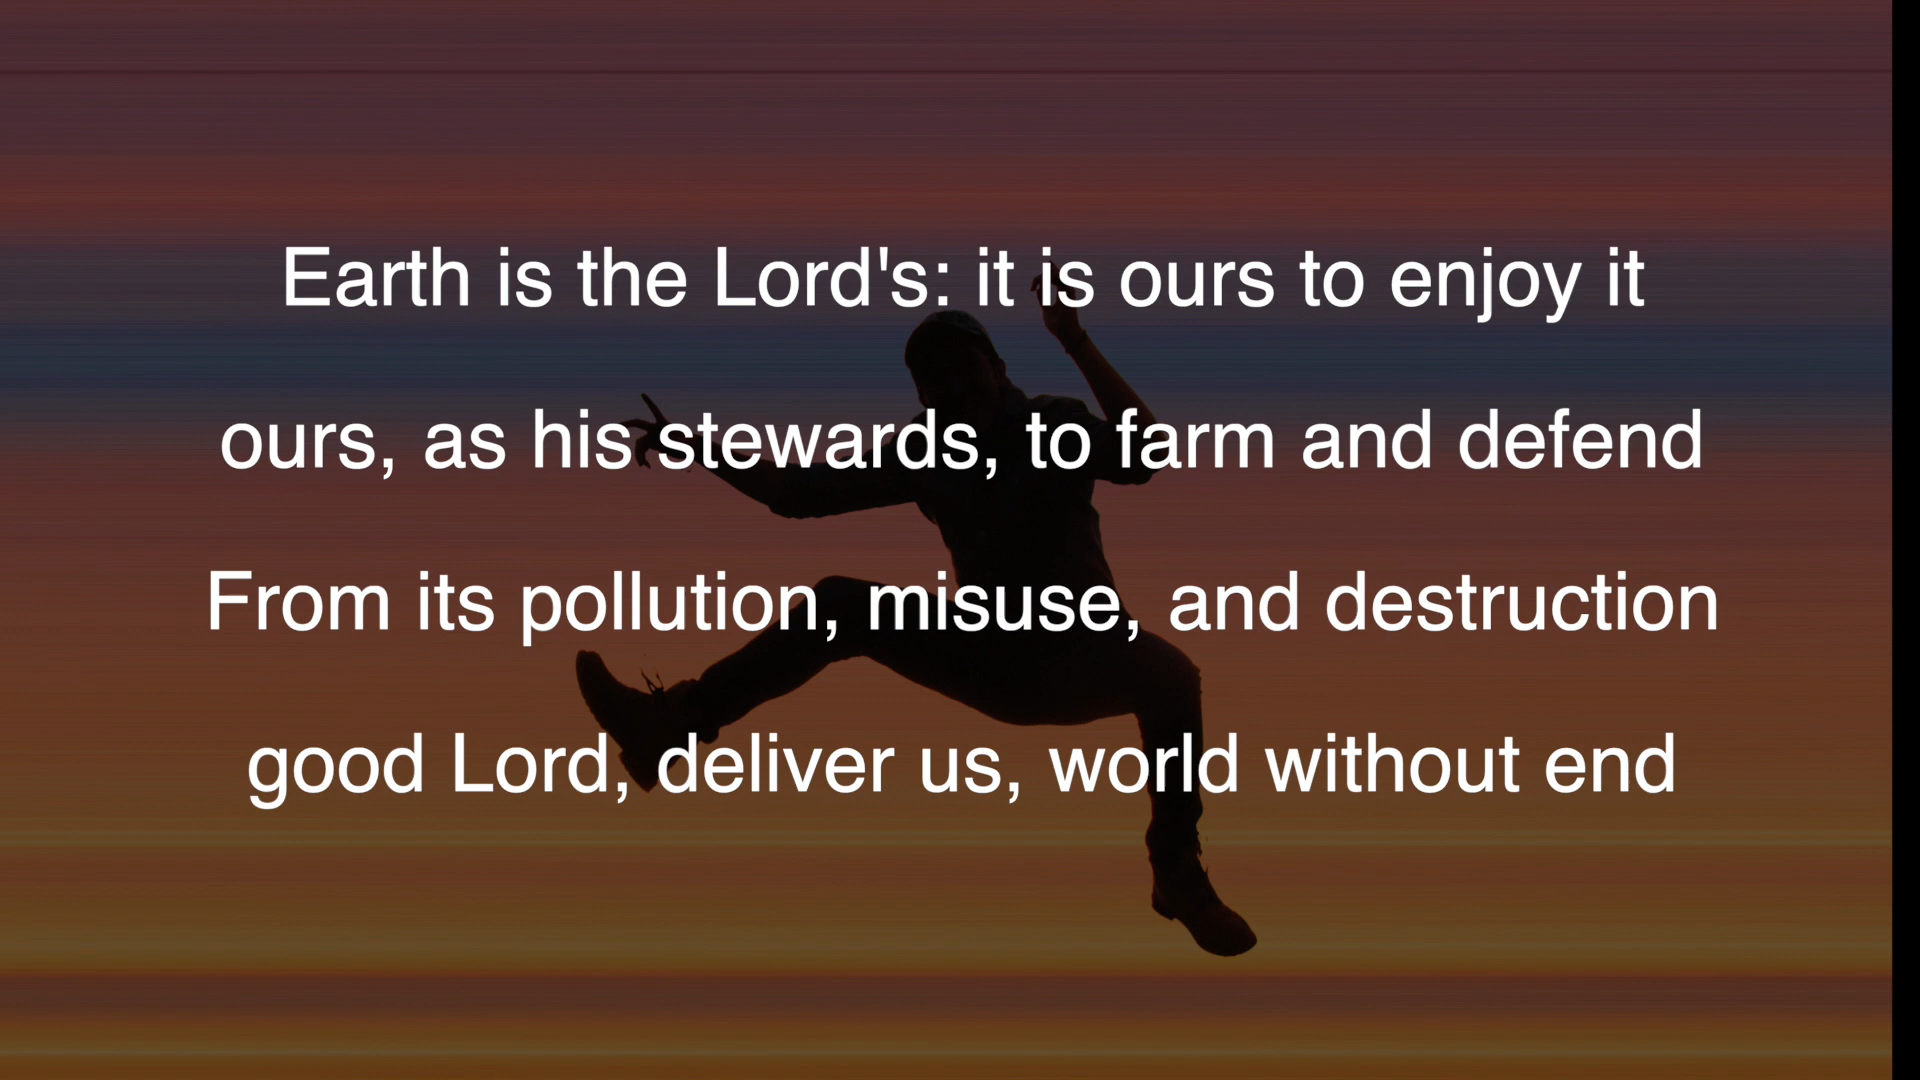 Earth is the Lord's: it is ours to enjoy it
ours, as his stewards, to farm and defend
From its pollution, misuse, and destruction
good Lord, deliver us, world without end